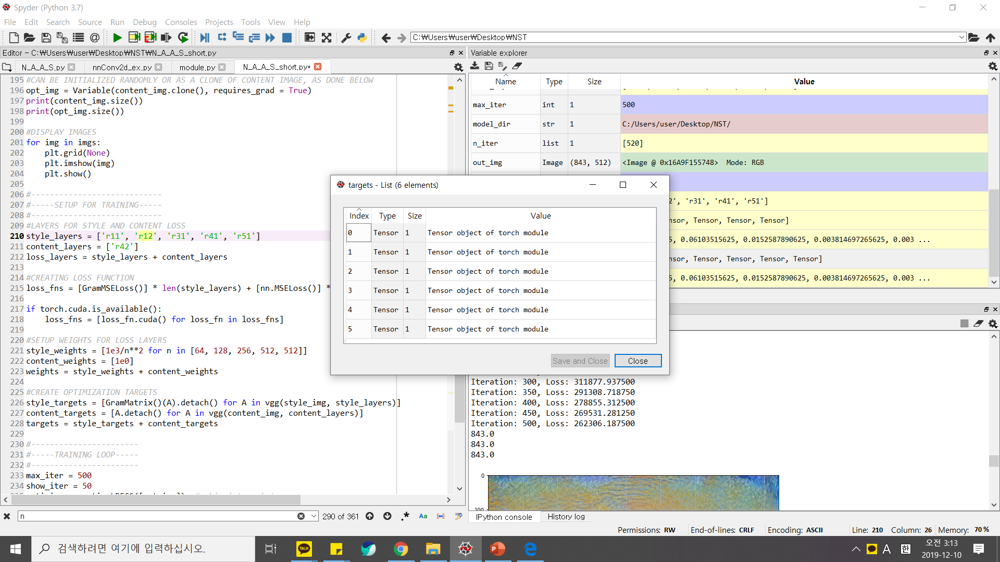 Spyder (Python 3.7)
File Edit Search Source Run Debug Consoles Projects Tools View Help
C:₩Users₩user₩Desktop₩NST
Editor - C:₩Users₩user₩Desktop₩NST₩N_A_A_S_short.py
N_A_A_S.py nnConv2d_ex.py module.py N_A_A_S_short.py*
195 #CAN BE INITIALIZED RANDOMLY OR AS A CLONE OF CONTENT IMAGE, AS DONE BELOW
196 opt_img = Variable(content_img.clone(), requires_grad = True)
197 print(content_img.size())
198 print(opt_img.size())
199
200 #DISPLAY IMAGES
201 for img in imgs:
202     plt.grid(None)
203     plt.imshow(img)
204     plt.show()
205
206 #----------------------------
207 #-----SETUP FOR TRAINING-----
208 #----------------------------
209 #LAYERS FOR STYLE AND CONTENT LOSS
210 style_layers = ['r11', 'r12', 'r31', 'r41', 'r51']
211 content_layers = ['r42']
212 loss_layers = style_layers + content_layers
213
214 #CREATING LOSS FUNCTION
215 loss_fns = [GramMSELoss()] * len(style_layers) + [nn.MSELoss()] *
216
217 if torch.cuda.is_available():
218     loss_fns = [loss_fn.cuda() for loss_fn in loss_fns]
219
220 #SETUP WEIGHTS FOR LOSS LAYERS
221 style_weights = [1e3/n**2 for n in [64, 128, 256, 512, 512]]
222 content_weights = [1e0]
223 weights = style_weights + content_weights
224
225 #CREATE OPTIMIZATION TARGETS
226 style_targets = [GramMatrix()(A).detach() for A in vgg(style_img, style_layers)]
227 content_targets = [A.detach() for A in vgg(content_img, content_layers)]
228 targets = style_targets + content_targets
229
230 #-----------------------
231 #-----TRAINING LOOP-----
232 #-----------------------
233 max_iter = 500
234 show_iter = 50
n
290 of 361
Aa
Variable explorer
Name Type Size Value
max_iter int 1 500
model_dir str 1 C:/Users/user/Desktop/NST/
n_iter list 1 [520]
out_img Image (843, 512) <Image @ 0x16A9F155748> Mode: RGB
', 'r31', 'r41', 'r51']
sor, Tensor, Tensor]
, 0.06103515625, 0.0152587890625, 0.003814697265625, 0.003 ...
sor, Tensor, Tensor, Tensor, Tensor]
, 0.06103515625, 0.0152587890625, 0.003814697265625, 0.003 ...
targets - List (6 elements)
Index Type Size Value
0 Tensor 1 Tensor object of torch module
1 Tensor 1 Tensor object of torch module
2 Tensor 1 Tensor object of torch module
3 Tensor 1 Tensor object of torch module
4 Tensor 1 Tensor object of torch module
5 Tensor 1 Tensor object of torch module
Save and Close Close
Iteration: 300, Loss: 311877.937500
Iteration: 350, Loss: 291308.718750
Iteration: 400, Loss: 278855.312500
Iteration: 450, Loss: 269531.281250
Iteration: 500, Loss: 262306.187500
843.0
843.0
843.0
0
100
IPython console History log
Permissions: RW End-of-lines: CRLF Encoding: ASCII Line: 210 Column: 26 Memory: 70 %
검색하려면 여기에 입력하십시오.
TALK
A 한
오전 3:13
2019-12-10